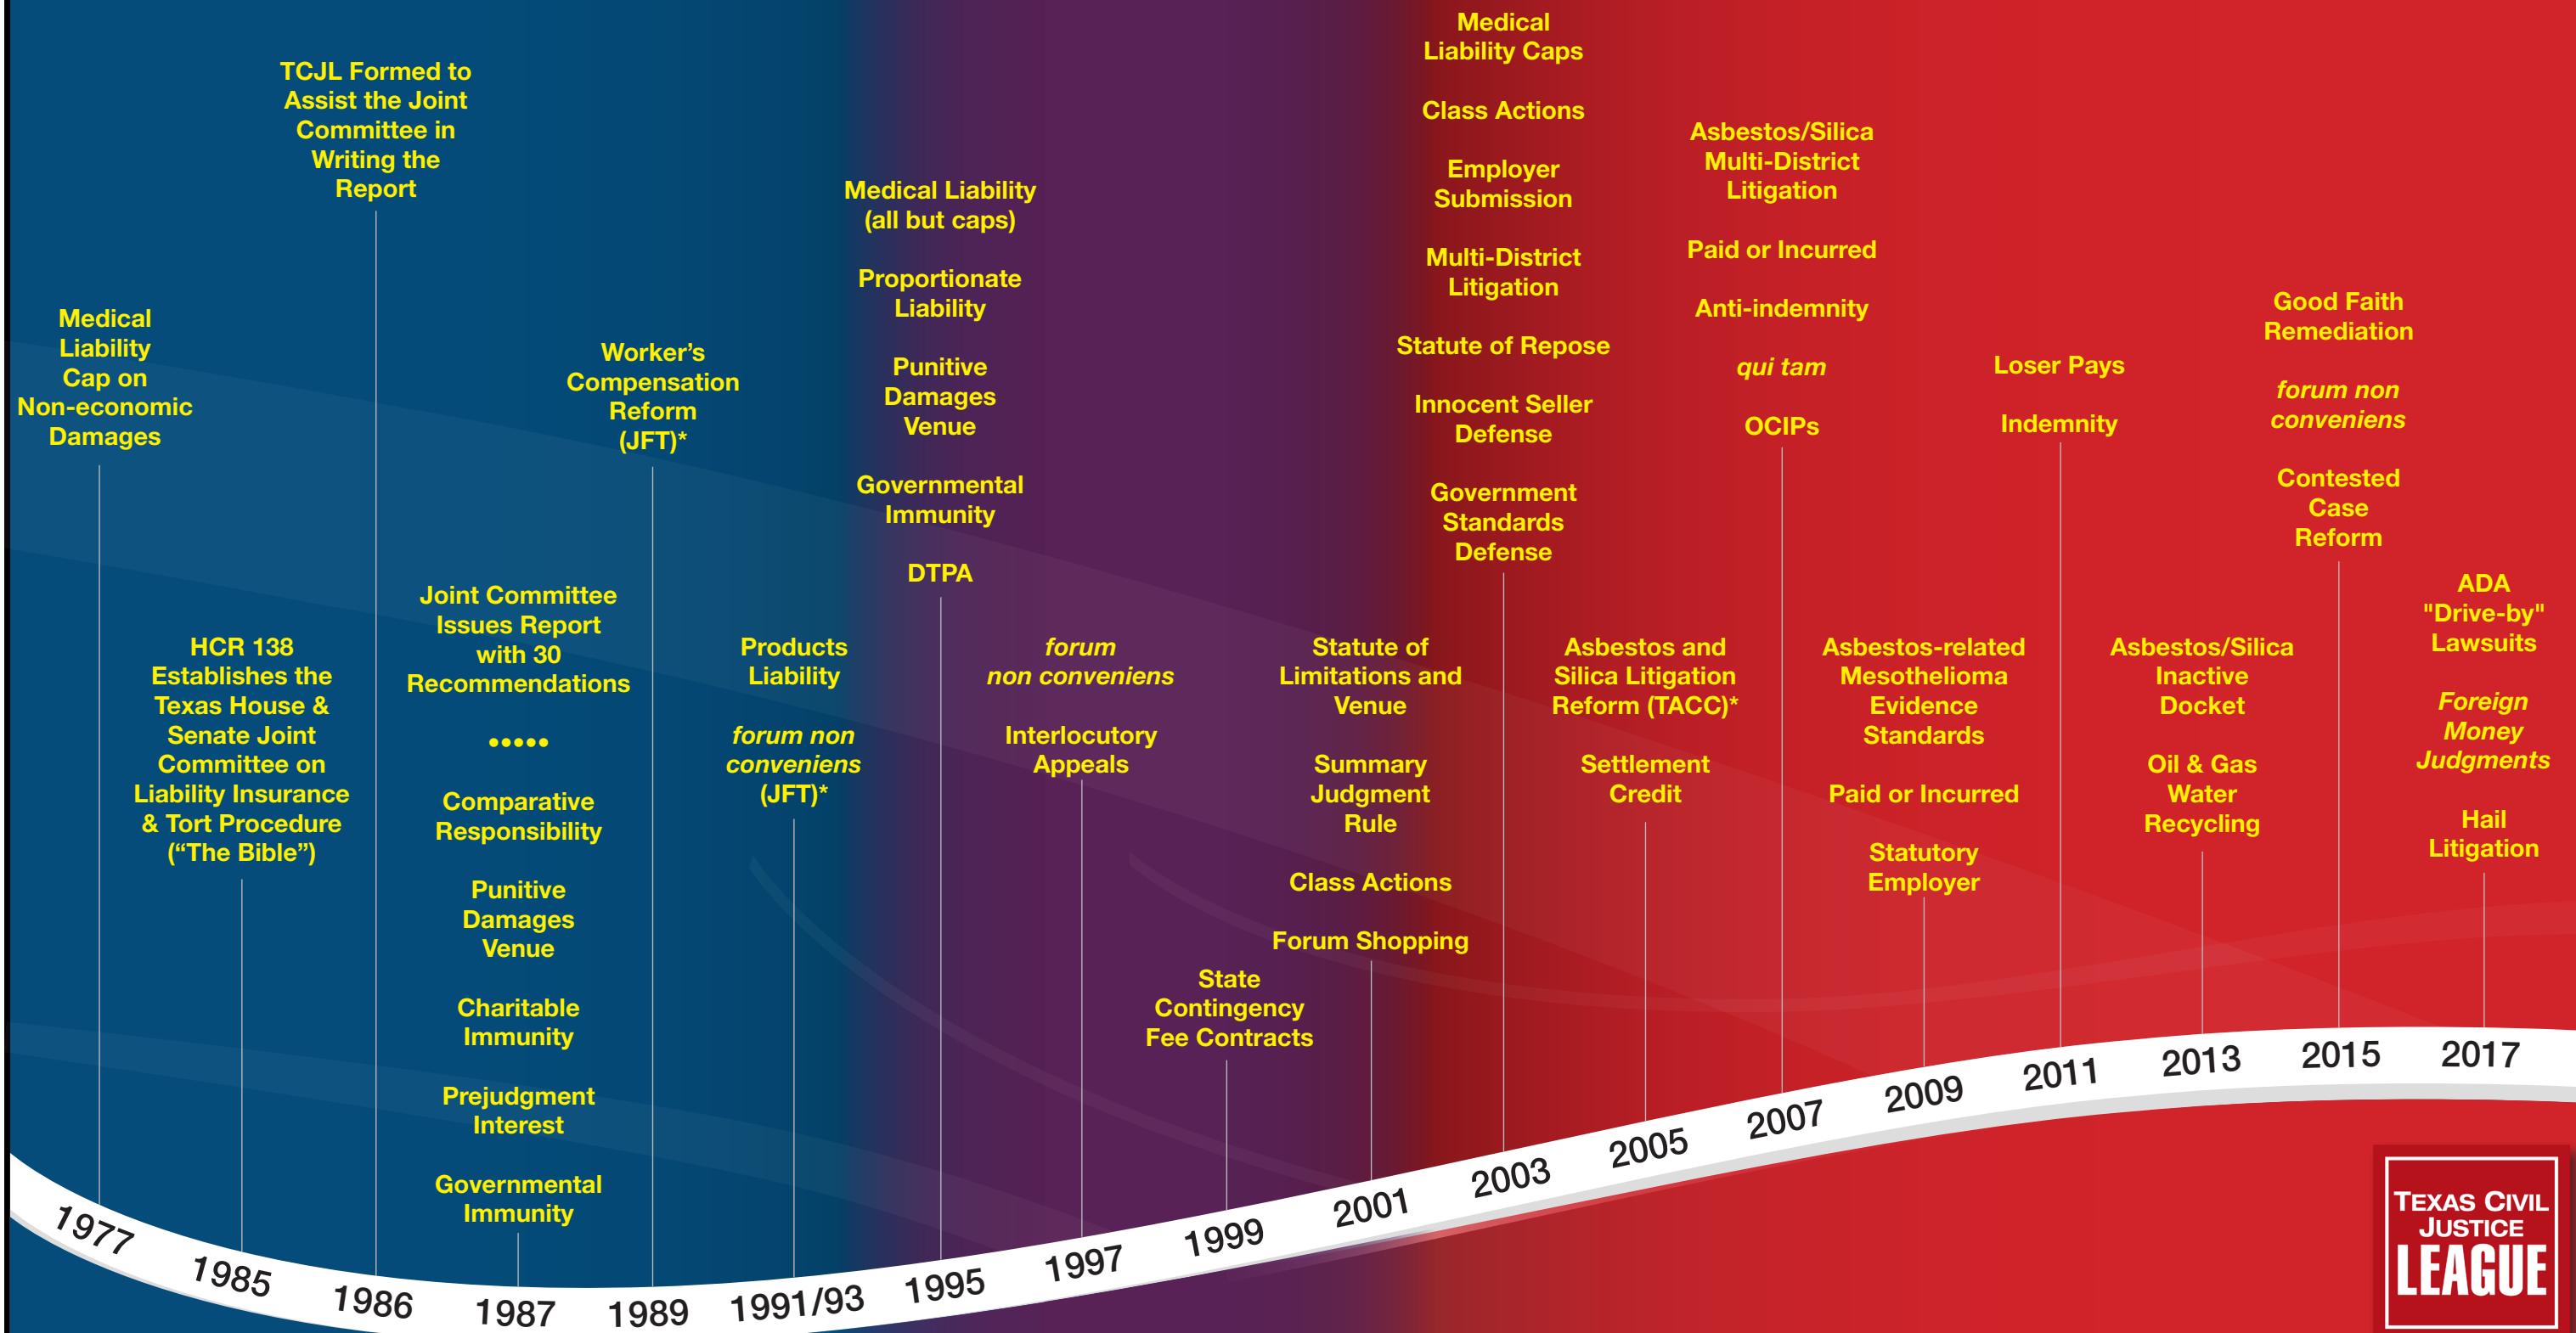 Medical
Liability
Cap on
Non-economic
Damages
1977
HCR 138
Establishes the
Texas House &
Senate Joint
Committee on
Liability Insurance
& Tort Procedure
(“The Bible”)
1985
TCJL Formed to
Assist the Joint
Committee in
Writing the
Report
1986
Joint Committee
Issues Report
with 30
Recommendations
•••••
Comparative
Responsibility
Punitive
Damages
Venue
Charitable
Immunity
Prejudgment
Interest
Governmental
Immunity
1987
Worker’s
Compensation
Reform
(JFT)*
1989
Products
Liability
forum non
conveniens
(JFT)*
1991/93
Medical Liability
(all but caps)
Proportionate
Liability
Punitive
Damages
Venue
Governmental
Immunity
DTPA
1995
forum
non conveniens
Interlocutory
Appeals
1997
State
Contingency
Fee Contracts
1999
Statute of
Limitations and
Venue
Summary
Judgment
Rule
Class Actions
Forum Shopping
2001
Medical
Liability Caps
Class Actions
Employer
Submission
Multi-District
Litigation
Statute of Repose
Innocent Seller
Defense
Government
Standards
Defense
2003
Asbestos and
Silica Litigation
Reform (TACC)*
Settlement
Credit
2005
Asbestos/Silica
Multi-District
Litigation
Paid or Incurred
Anti-indemnity
qui tam
OCIPs
2007
Asbestos-related
Mesothelioma
Evidence
Standards
Paid or Incurred
Statutory
Employer
2009
Loser Pays
Indemnity
2011
Asbestos/Silica
Inactive
Docket
Oil & Gas
Water
Recycling
2013
Good Faith
Remediation
forum non
conveniens
Contested
Case
Reform
2015
ADA
"Drive-by"
Lawsuits
Foreign
Money
Judgments
Hail
Litigation
2017
TEXAS CIVIL
JUSTICE
LEAGUE